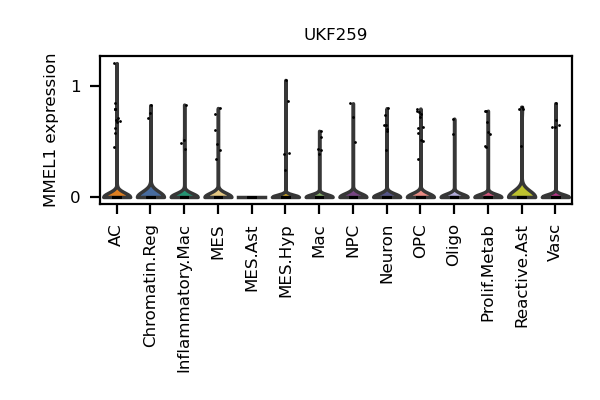 UKF259
MMEL1 expression
1
0
AC
Chromatin.Reg
Inflammatory.Mac
MES
MES.Ast
MES.Hyp
Mac
NPC
Neuron
OPC
Oligo
Prolif.Metab
Reactive.Ast
Vasc